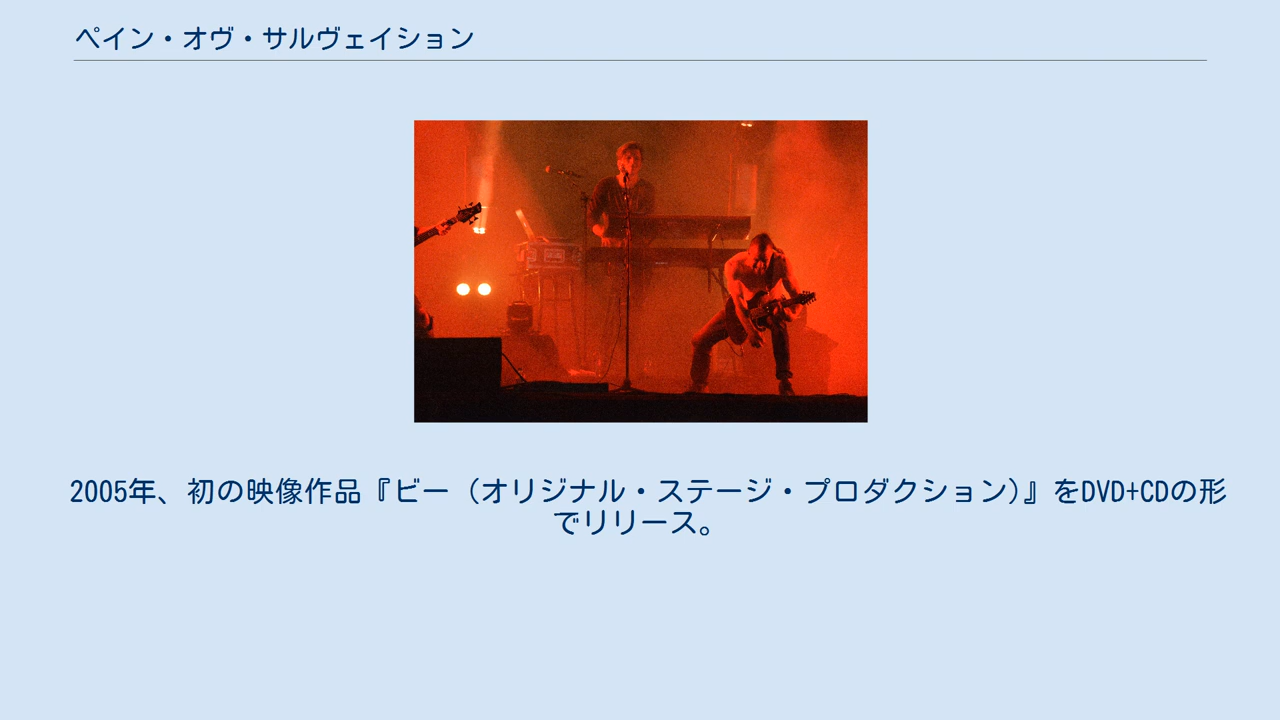 ペイン・オヴ・サルヴェイション
2005年、初の映像作品『ビー（オリジナル・ステージ・プロダクション）』をDVD+CDの形
でリリース。